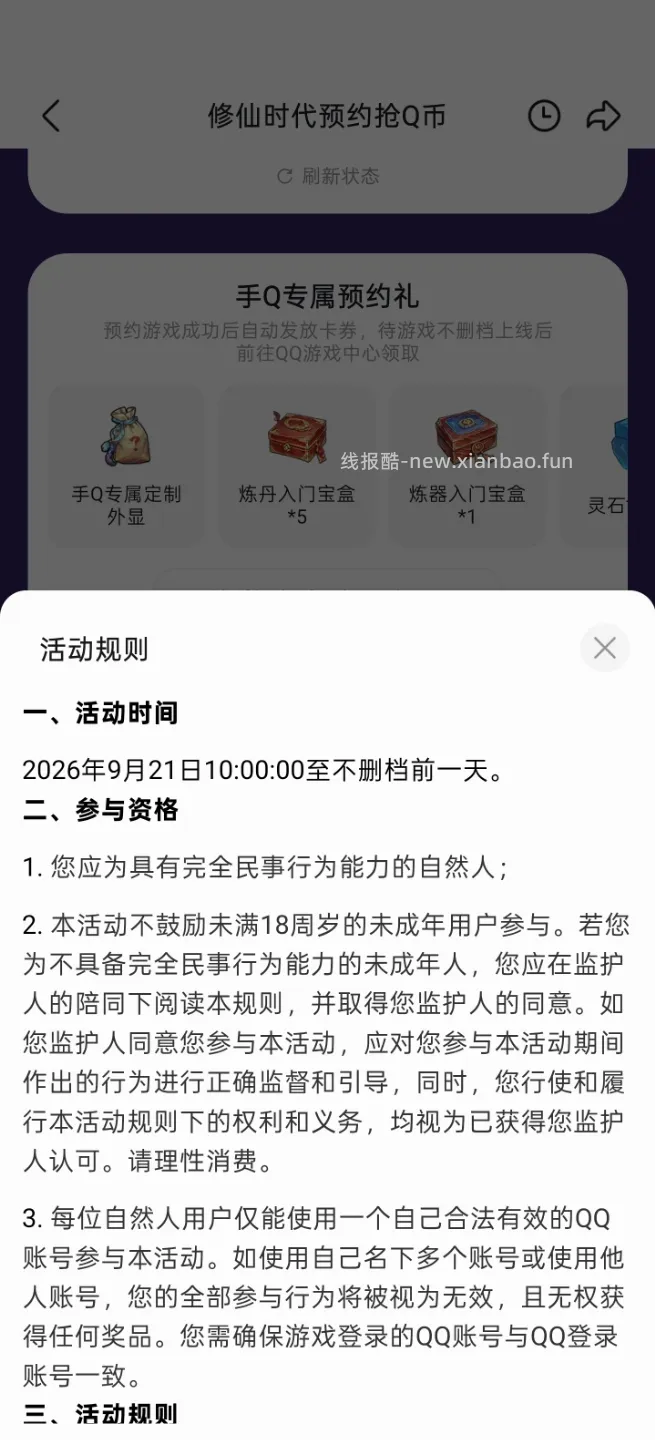 修仙时代预约抢Q币
刷新状态
手Q专属预约礼
预约游戏成功后自动发放卡券，待游戏不删档上线后
前往QQ游戏中心领取
线报酷-new.xianbao.fun
手Q专属定制
外显
炼丹入门宝盒
*5
炼器入门宝盒
*1
灵石
活动规则
一、活动时间
2026年9月21日10:00:00至不删档前一天。
二、参与资格
1. 您应为具有完全民事行为能力的自然人；
2. 本活动不鼓励未满18周岁的未成年用户参与。若您
为不具备完全民事行为能力的未成年人，您应在监护
人的陪同下阅读本规则，并取得您监护人的同意。如
您监护人同意您参与本活动，应对您参与本活动期间
作出的行为进行正确监督和引导，同时，您行使和履
行本活动规则下的权利和义务，均视为已获得您监护
人认可。请理性消费。
3. 每位自然人用户仅能使用一个自己合法有效的QQ
账号参与本活动。如使用自己名下多个账号或使用他
人账号，您的全部参与行为将被视为无效，且无权获
得任何奖品。您需确保游戏登录的QQ账号与QQ登录
账号一致。
三、活动规则